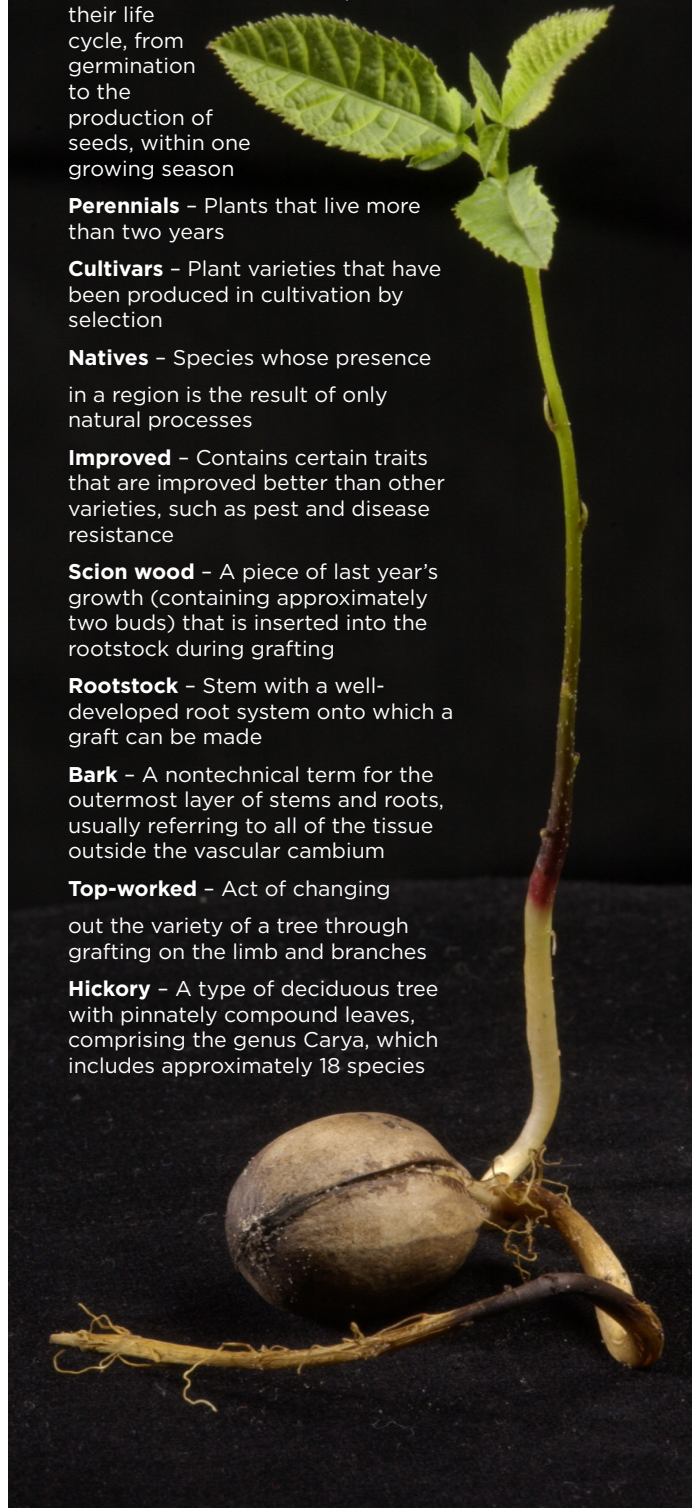 their life
cycle, from
germination
to the
production of
seeds, within one
growing season
Perennials – Plants that live more
than two years
Cultivars – Plant varieties that have
been produced in cultivation by
selection
Natives – Species whose presence
in a region is the result of only
natural processes
Improved – Contains certain traits
that are improved better than other
varieties, such as pest and disease
resistance
Scion wood – A piece of last year’s
growth (containing approximately
two buds) that is inserted into the
rootstock during grafting
Rootstock – Stem with a well-
developed root system onto which a
graft can be made
Bark – A nontechnical term for the
outermost layer of stems and roots,
usually referring to all of the tissue
outside the vascular cambium
Top-worked – Act of changing
out the variety of a tree through
grafting on the limb and branches
Hickory – A type of deciduous tree
with pinnately compound leaves,
comprising the genus Carya, which
includes approximately 18 species